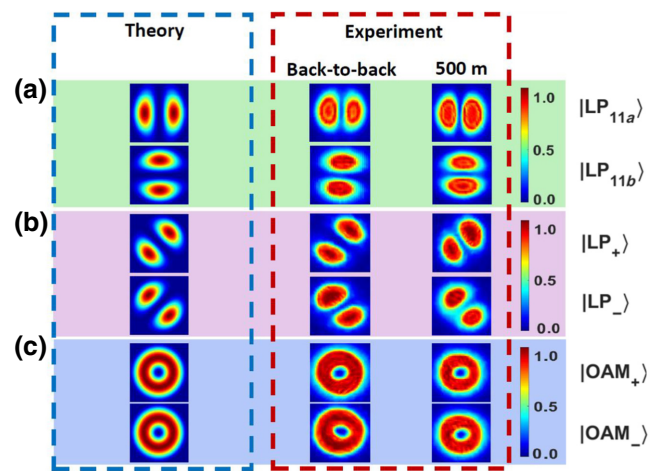 Theory Experiment
Back-to-back 500 m
(a)
1.0
0.5
0.0
|LP11a⟩
|LP11b⟩
(b)
1.0
0.5
0.0
|LP+⟩
|LP−⟩
(c)
1.0
0.5
0.0
|OAM+⟩
|OAM−⟩